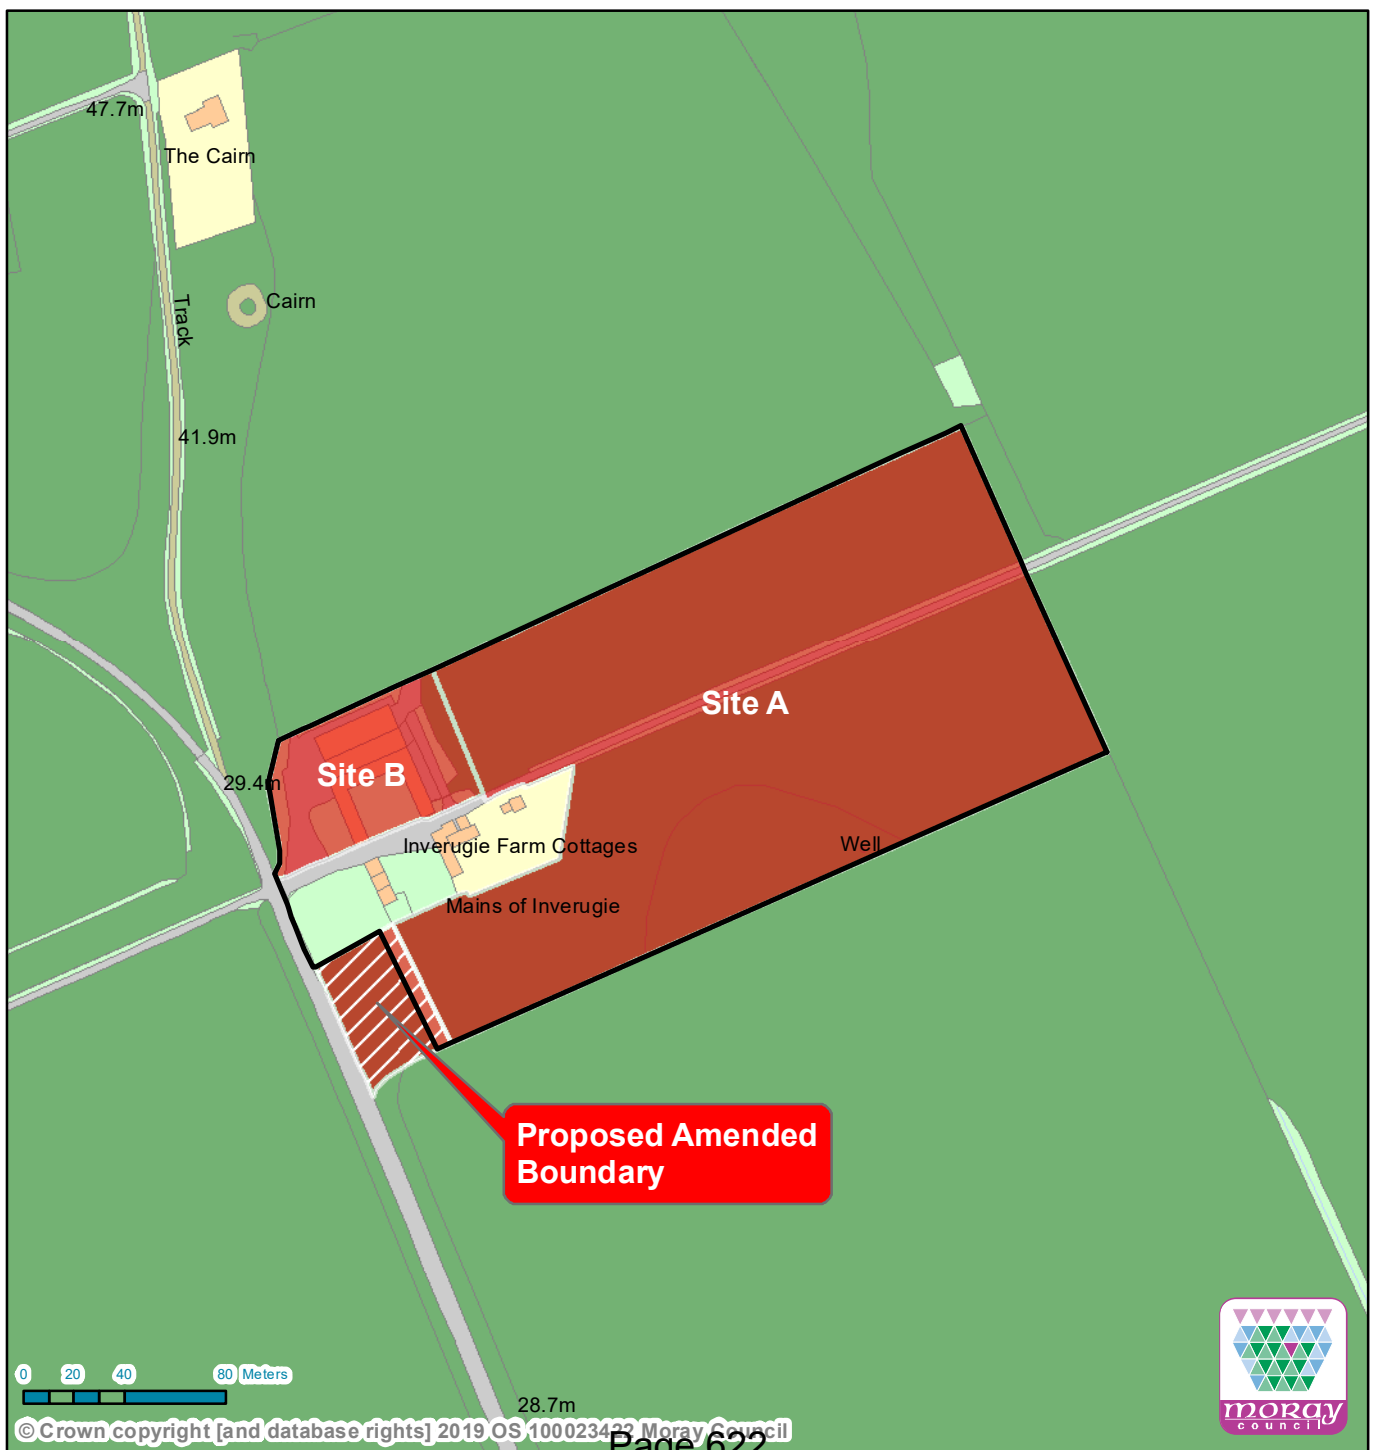 47.7m
The Cairn
Cairn
Track
41.9m
Site A
Site B
29.4m
Inverugie Farm Cottages
Well
Mains of Inverugie
Proposed Amended
Boundary
0 20 40 80 Meters
28.7m
© Crown copyright [and database rights] 2019 OS 100023422 Moray Council
Page 622
moray
council